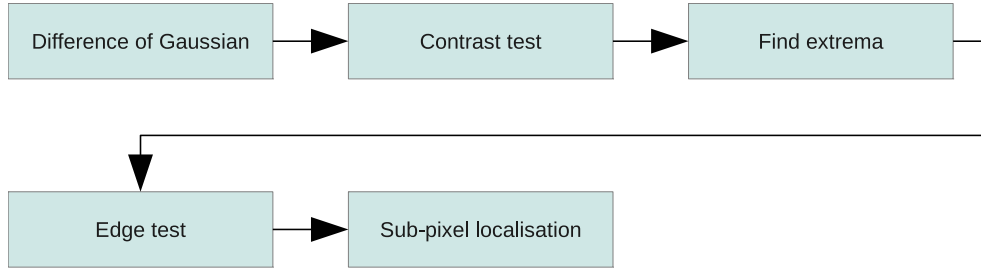 Difference of Gaussian
Contrast test
Find extrema
Edge test
Sub-pixel localisation